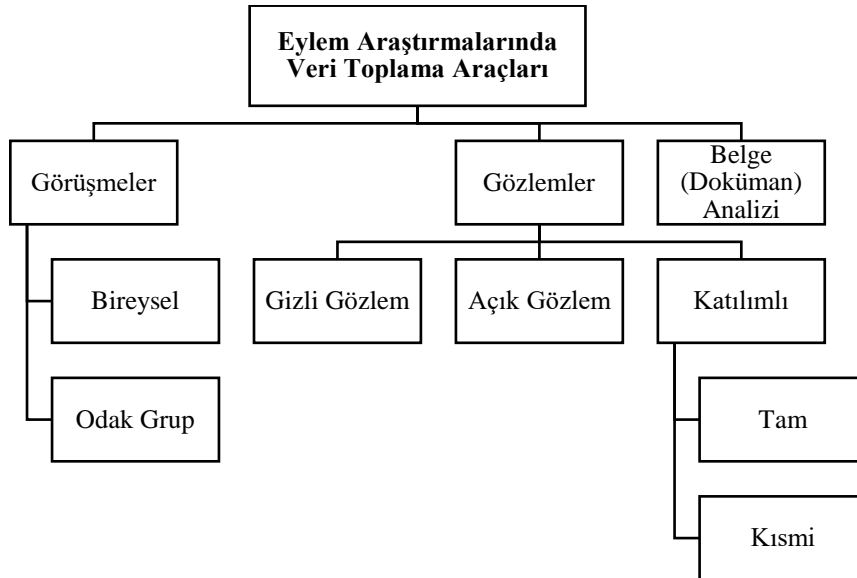 Eylem Araştırmalarında
Veri Toplama Araçları
Görüşmeler
Gözlemler
Belge
(Doküman)
Analizi
Bireysel
Gizli Gözlem
Açık Gözlem
Katılımlı
Odak Grup
Tam
Kısmi